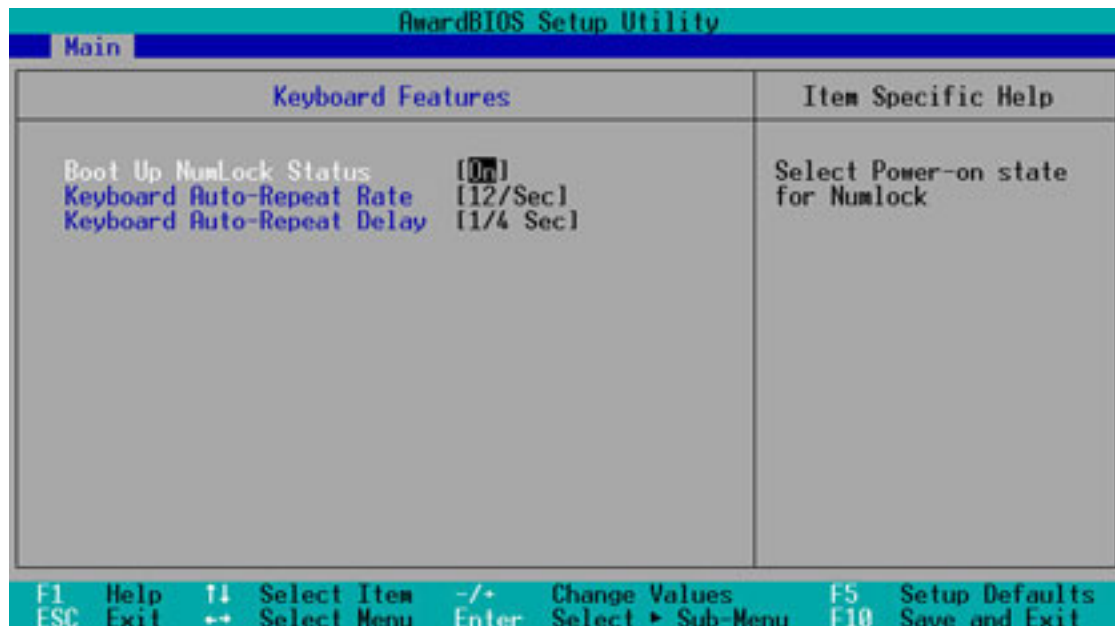 AwardBIOS Setup Utility
Main
Keyboard Features
Item Specific Help
Boot Up NumLock Status [On]
Keyboard Auto-Repeat Rate [12/Sec]
Keyboard Auto-Repeat Delay [1/4 Sec]
Select Power-on state
for Numlock
F1 Help ↑↓ Select Item -/+ Change Values F5 Setup Defaults
ESC Exit ←→ Select Menu Enter Select ► Sub-Menu F10 Save and Exit